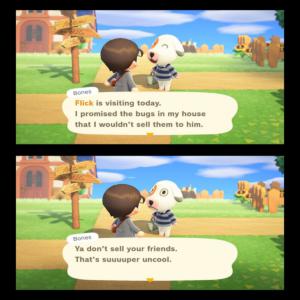 Bones
Flick is visiting today.
I promised the bugs in my house
that I wouldn't sell them to him.
Bones
Ya don't sell your friends.
That's suuuuper uncool.